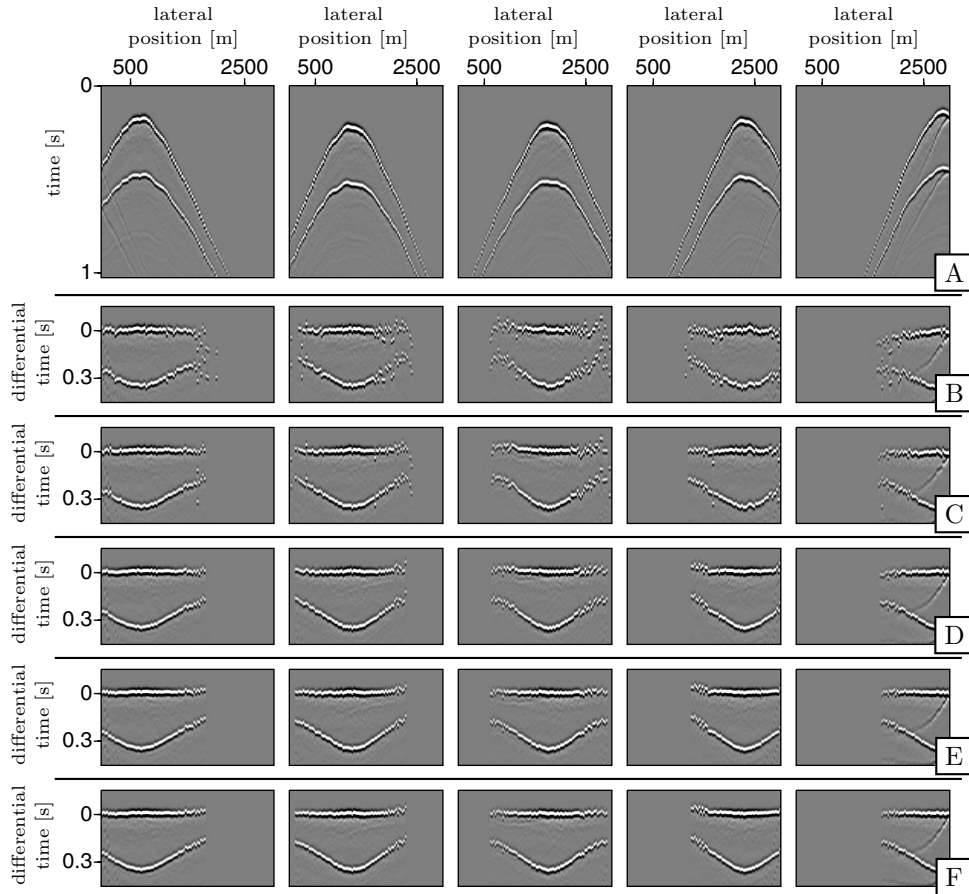 lateral lateral lateral lateral lateral
position [m] position [m] position [m] position [m] position [m]
500 2500 500 2500 500 2500 500 2500 500 2500
0
time [s]
1
A
differential
time [s]
0
0.3
B
differential
time [s]
0
0.3
C
differential
time [s]
0
0.3
D
differential
time [s]
0
0.3
E
differential
time [s]
0
0.3
F